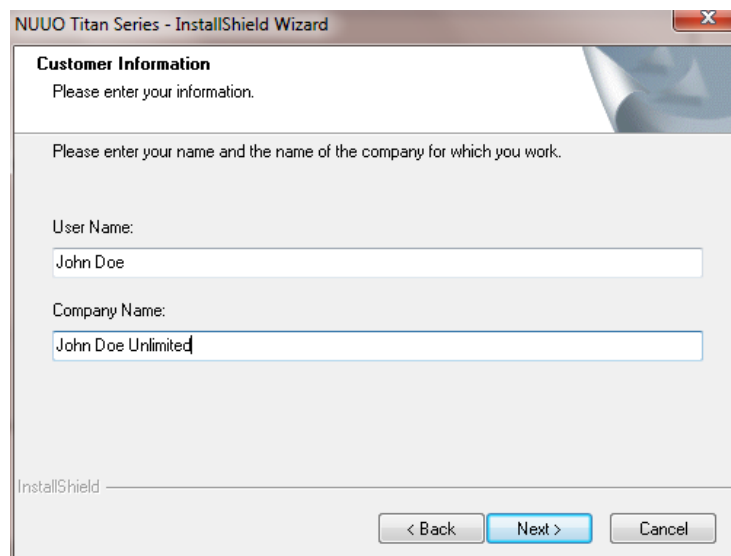 NUUO Titan Series - InstallShield Wizard
Customer Information
Please enter your information.
Please enter your name and the name of the company for which you work.
User Name:
John Doe
Company Name:
John Doe Unlimited
InstallShield
< Back Next > Cancel